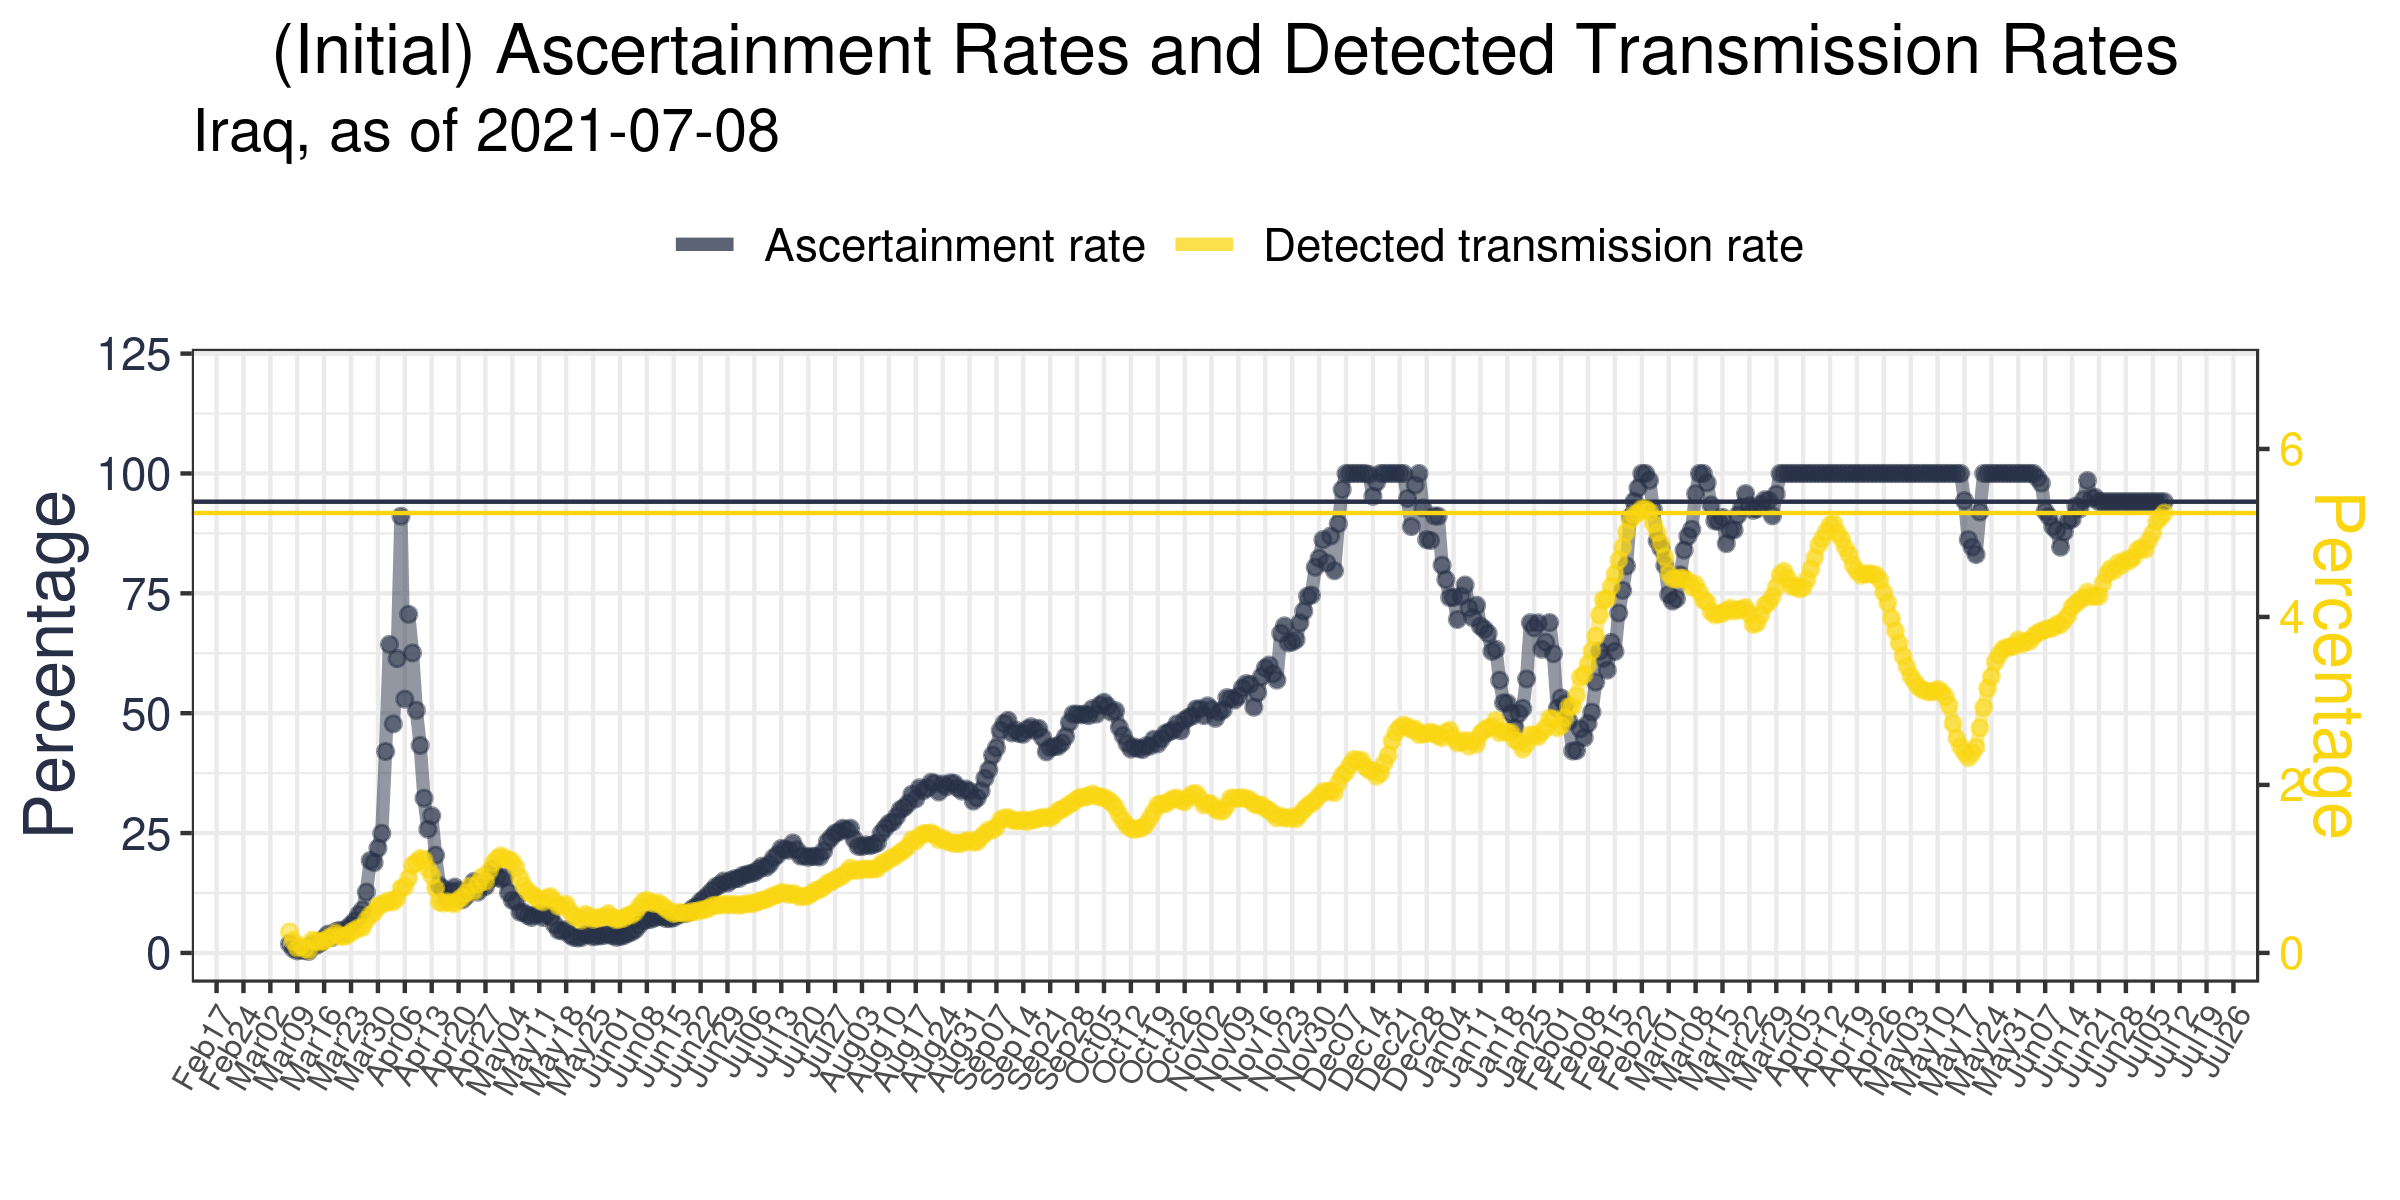 (Initial) Ascertainment Rates and Detected Transmission Rates
Iraq, as of 2021-07-08
Ascertainment rate
Detected transmission rate
125
100
75
50
25
0
Percentage
6
4
2
0
Percentage
Feb17
Feb24
Mar02
Mar09
Mar16
Mar23
Mar30
Apr06
Apr13
Apr20
Apr27
May04
May11
May18
May25
Jun01
Jun08
Jun15
Jun22
Jun29
Jul06
Jul13
Jul20
Jul27
Aug03
Aug10
Aug17
Aug24
Aug31
Sep07
Sep14
Sep21
Sep28
Oct05
Oct12
Oct19
Oct26
Nov02
Nov09
Nov16
Nov23
Nov30
Dec07
Dec14
Dec21
Dec28
Jan04
Jan11
Jan18
Jan25
Feb01
Feb08
Feb15
Feb22
Mar01
Mar08
Mar15
Mar22
Mar29
Apr05
Apr12
Apr19
Apr26
May03
May10
May17
May24
May31
Jun07
Jun14
Jun21
Jun28
Jul05
Jul12
Jul19
Jul26